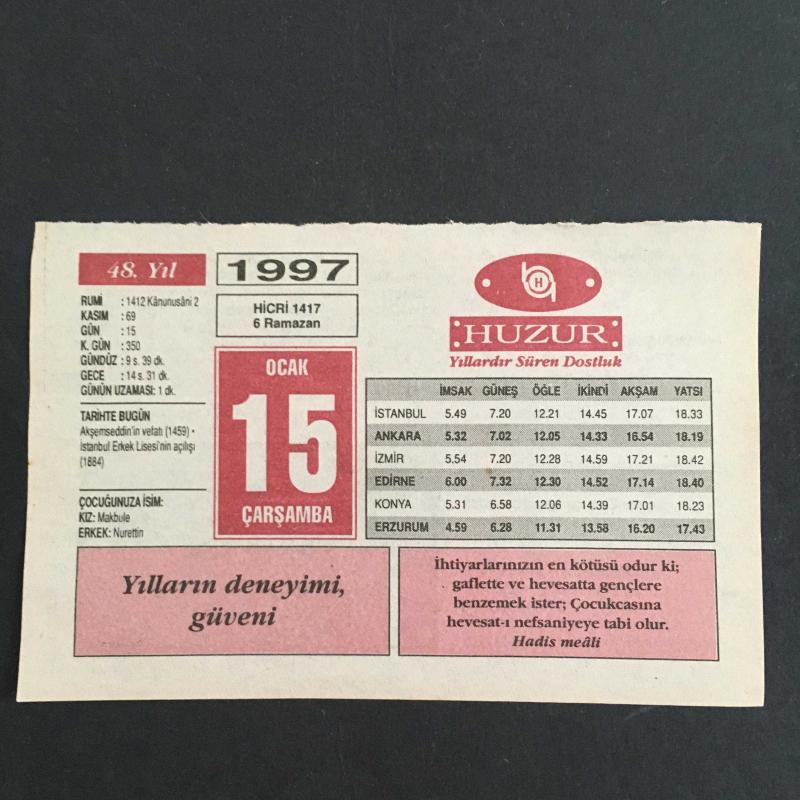 48. Yıl
1997
RUMİ : 1412 Kânunusâni 2
KASIM : 69
GÜN : 15
K. GÜN : 350
GÜNDÜZ : 9 s. 39 dk.
GECE : 14 s. 31 dk.
GÜNÜN UZAMASI: 1 dk.
HİCRİ 1417
6 Ramazan
TARİHTE BUGÜN
Akşemseddin'in vefatı (1459) •
İstanbul Erkek Lisesi'nin açılışı
(1884)
ÇOCUĞUNUZA İSİM:
KIZ: Makbule
ERKEK: Nurettin
OCAK
15
ÇARŞAMBA
H
HUZUR
Yıllardır Süren Dostluk
İMSAK GÜNEŞ ÖĞLE İKİNDİ AKŞAM YATSI
İSTANBUL 5.49 7.20 12.21 14.45 17.07 18.33
ANKARA 5.32 7.02 12.05 14.33 16.54 18.19
İZMİR 5.54 7.20 12.28 14.59 17.21 18.42
EDİRNE 6.00 7.32 12.30 14.52 17.14 18.40
KONYA 5.31 6.58 12.06 14.39 17.01 18.23
ERZURUM 4.59 6.28 11.31 13.58 16.20 17.43
Yılların deneyimi,
güveni
İhtiyarlarınızın en kötüsü odur ki;
gaflette ve hevesatta gençlere
benzemek ister; Çocukcasına
hevesat-ı nefsaniyeye tabi olur.
Hadis meâli